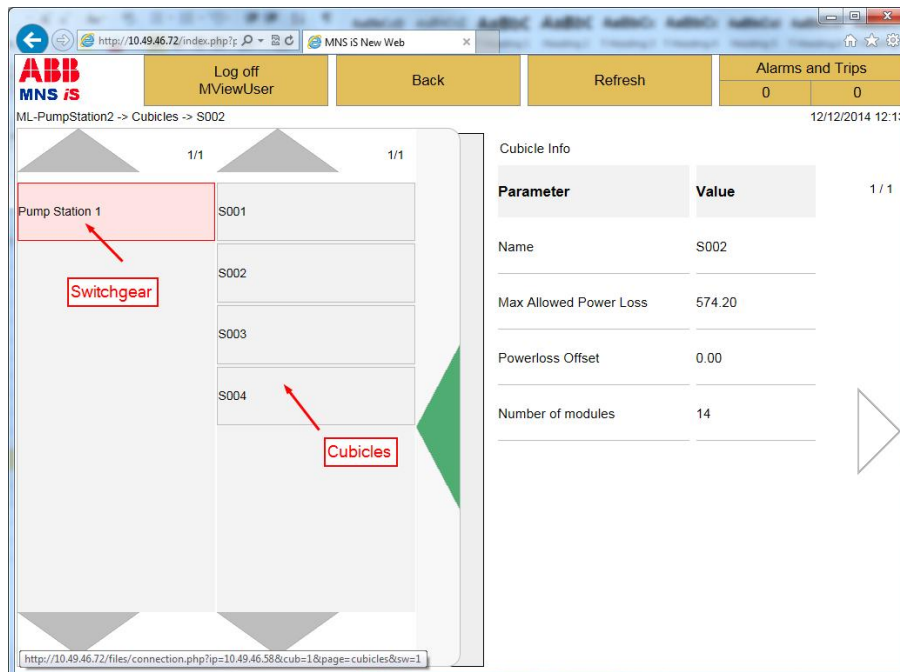 http://10.49.46.72/index.php?r
MNS iS New Web
ABB
MNS iS
Log off
MViewUser
Back
Refresh
Alarms and Trips
0 0
ML-PumpStation2 -> Cubicles -> S002
12/12/2014 12:13
1/1
1/1
Pump Station 1
Switchgear
S001
S002
S003
S004
Cubicles
Cubicle Info
Parameter Value
1 / 1
Name S002
Max Allowed Power Loss 574.20
Powerloss Offset 0.00
Number of modules 14
http://10.49.46.72/files/connection.php?ip=10.49.46.58&cub=1&page=cubicles&sw=1